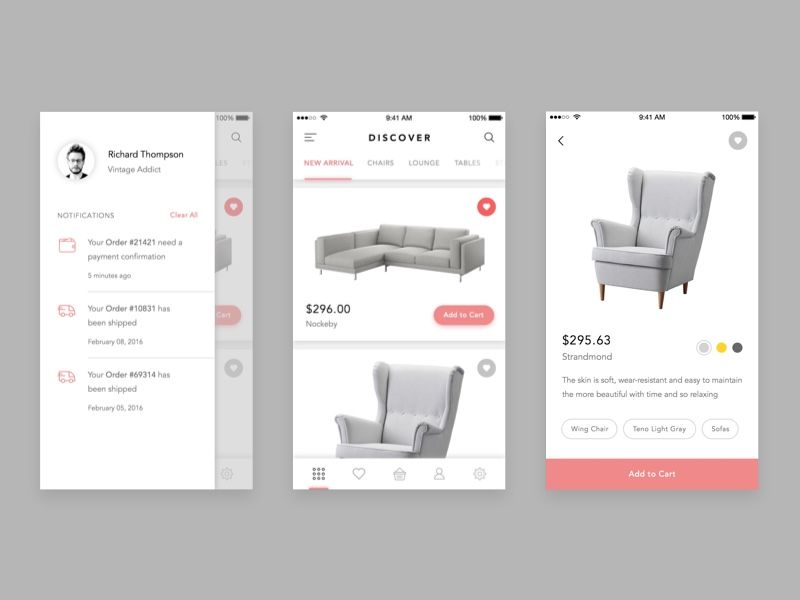 100%
Richard Thompson
Vintage Addict
NOTIFICATIONS
Clear All
Your Order #21421 need a
payment confirmation
5 minutes ago
Your Order #10831 has
been shipped
February 08, 2016
Your Order #69314 has
been shipped
February 05, 2016
Cart
9:41 AM
100%
DISCOVER
NEW ARRIVAL
CHAIRS
LOUNGE
TABLES
$296.00
Nockeby
Add to Cart
9:41 AM
100%
$295.63
Strandmond
The skin is soft, wear-resistant and easy to maintain
the more beautiful with time and so relaxing
Wing Chair
Teno Light Gray
Sofas
Add to Cart